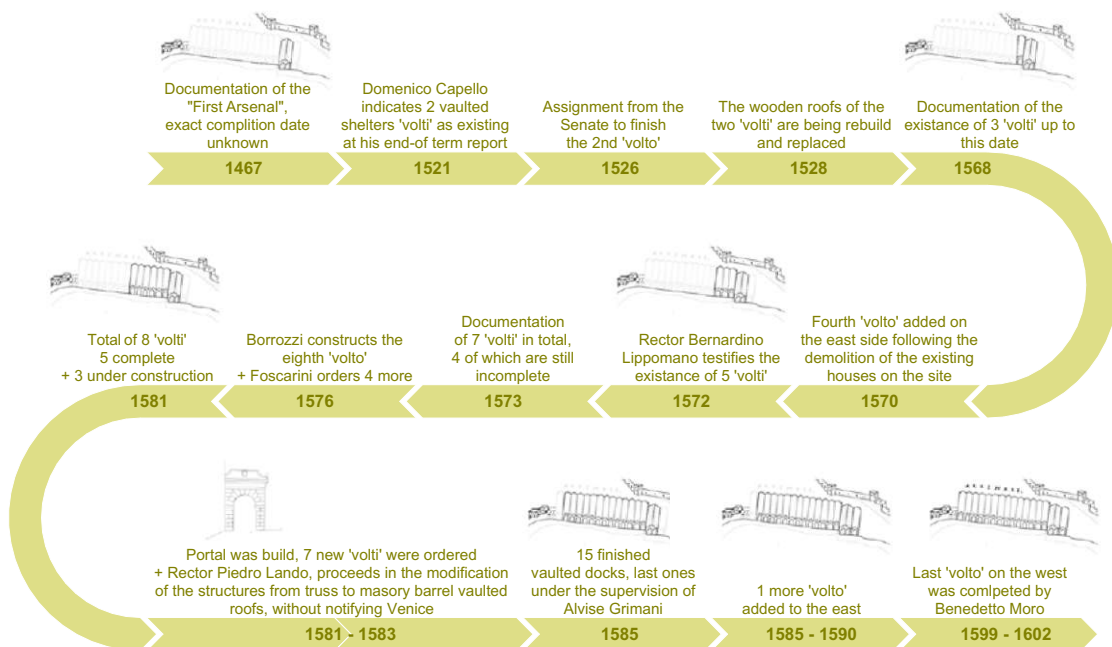 Documentation of the
"First Arsenal",
exact complition date
unknown
1467
Domenico Capello
indicates 2 vaulted
shelters 'volti' as existing
at his end-of term report
1521
Assignment from the
Senate to finish
the 2nd 'volto'
1526
The wooden roofs of the
two 'volti' are being rebuild
and replaced
1528
Documentation of the
existance of 3 'volti' up to
this date
1568
Fourth 'volto' added on
the east side following the
demolition of the existing
houses on the site
1570
Rector Bernardino
Lippomano testifies the
existance of 5 'volti'
1572
Documentation
of 7 'volti' in total,
4 of which are still
incomplete
1573
Borrozzi constructs the
eighth 'volto'
+ Foscarini orders 4 more
1576
Total of 8 'volti'
5 complete
+ 3 under construction
1581
Portal was build, 7 new 'volti' were ordered
+ Rector Piedro Lando, proceeds in the modification
of the structures from truss to masory barrel vaulted
roofs, without notifying Venice
1581 - 1583
15 finished
vaulted docks, last ones
under the supervision of
Alvise Grimani
1585
1 more 'volto'
added to the east
1585 - 1590
Last 'volto' on the west
was comlpeted by
Benedetto Moro
1599 - 1602